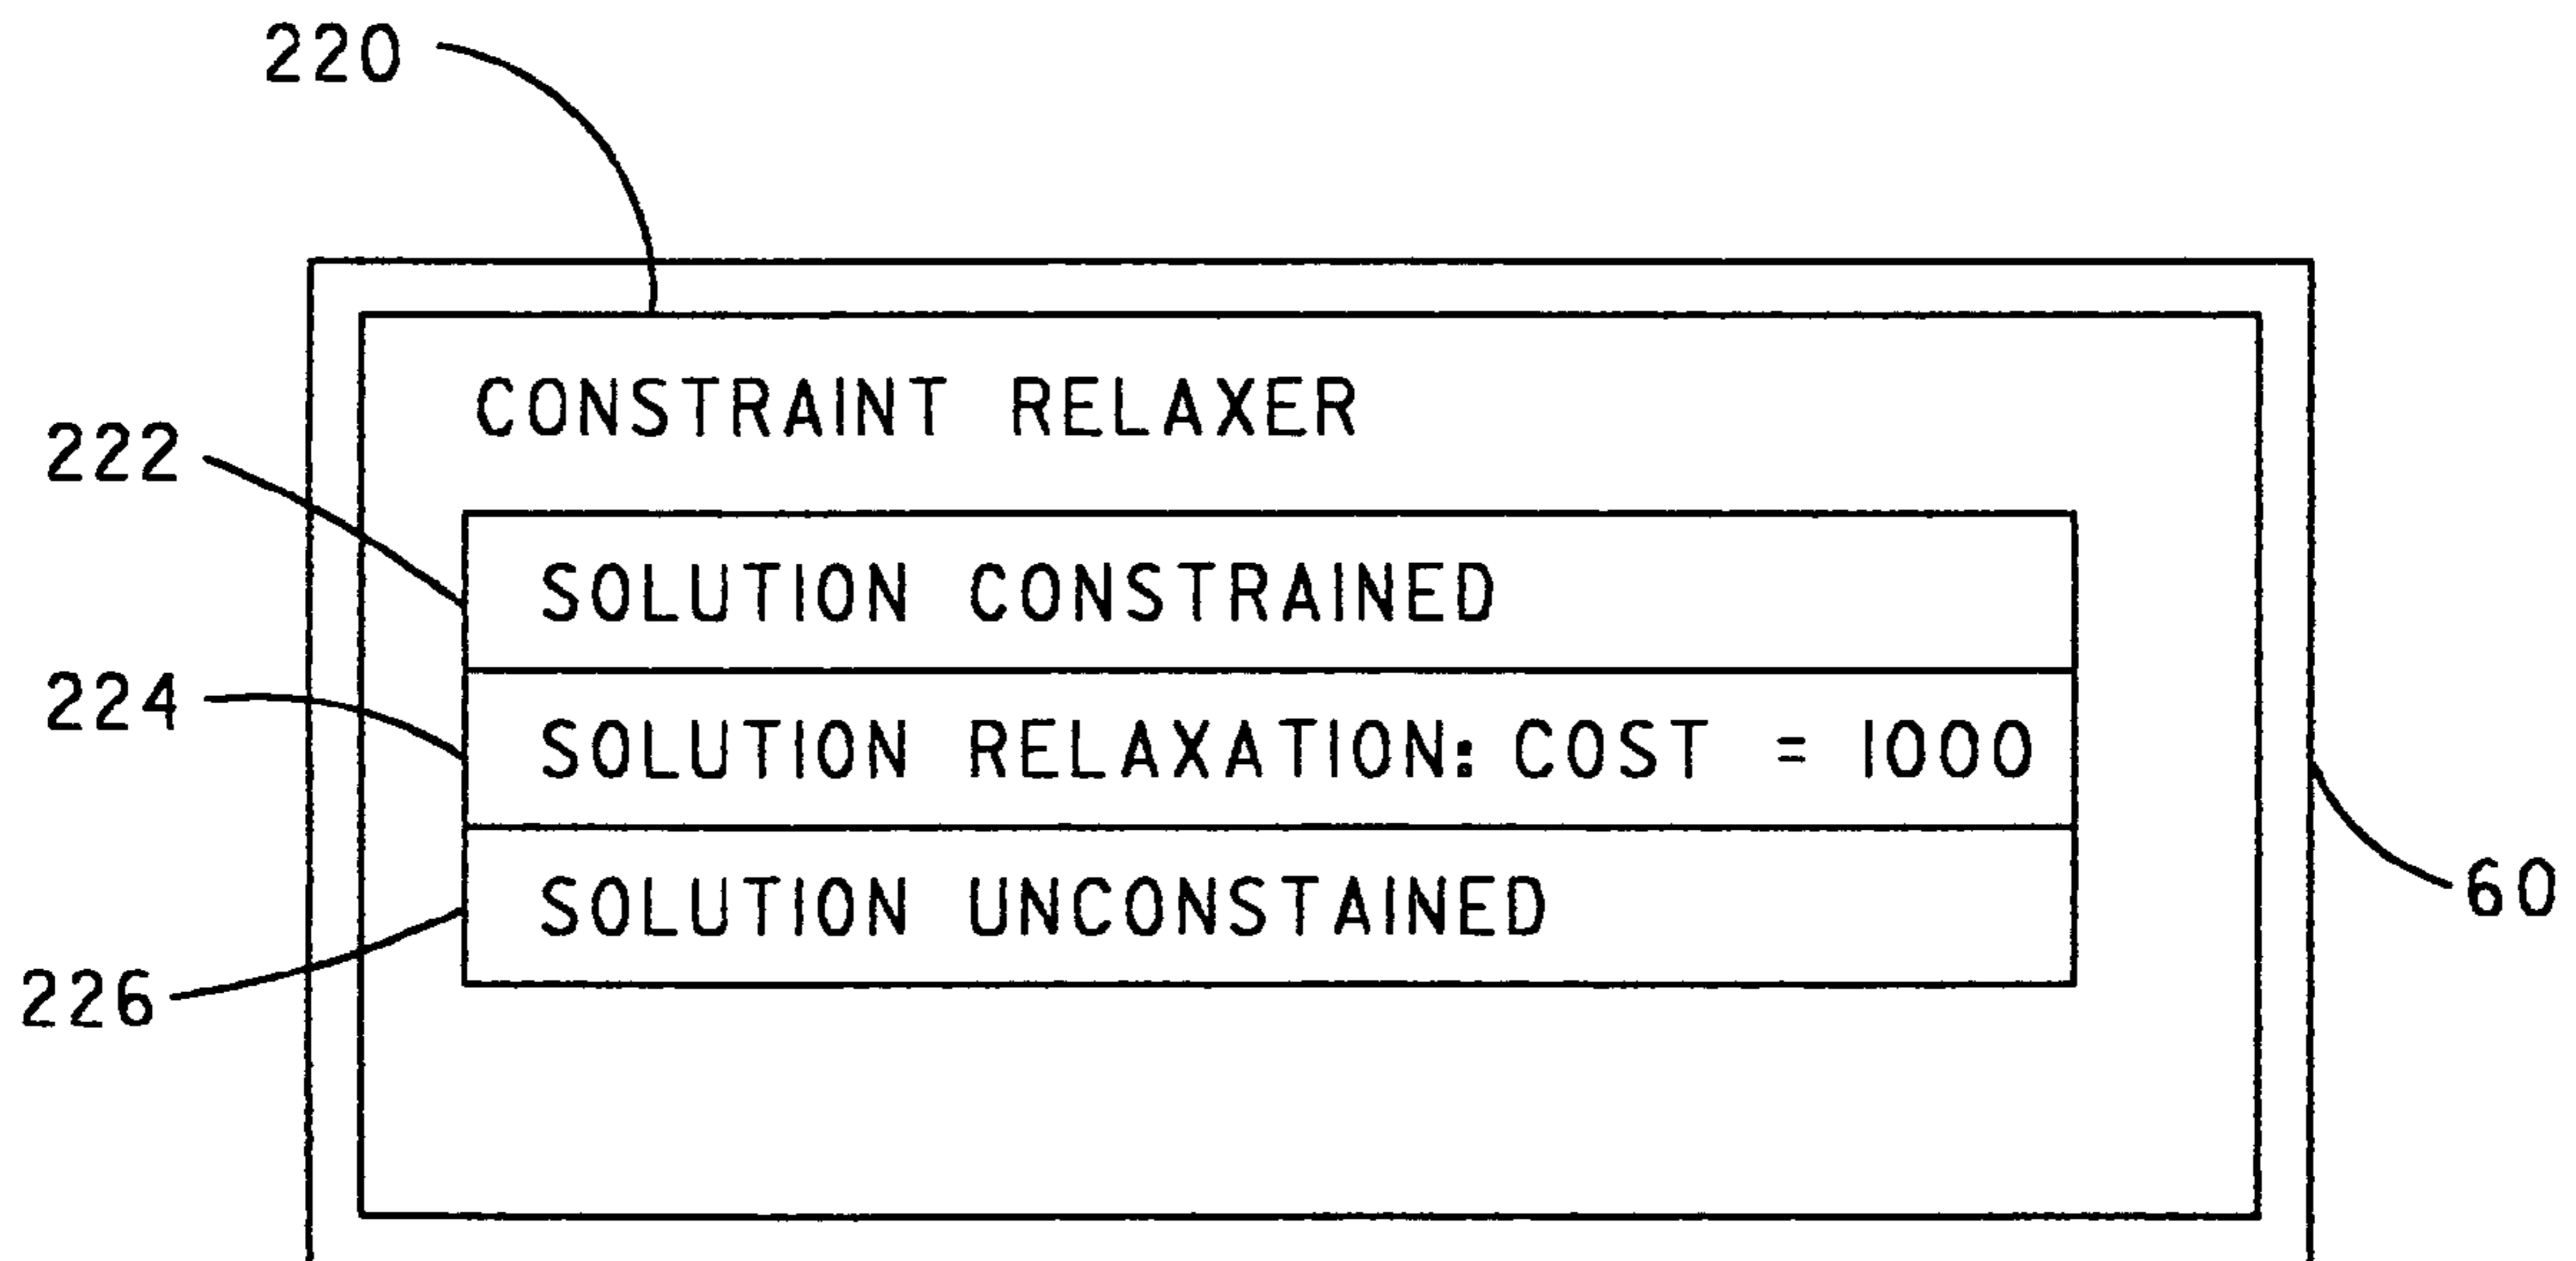 220
CONSTRAINT RELAXER
222
SOLUTION CONSTRAINED
224
SOLUTION RELAXATION: COST = 1000
60
226
SOLUTION UNCONSTAINED